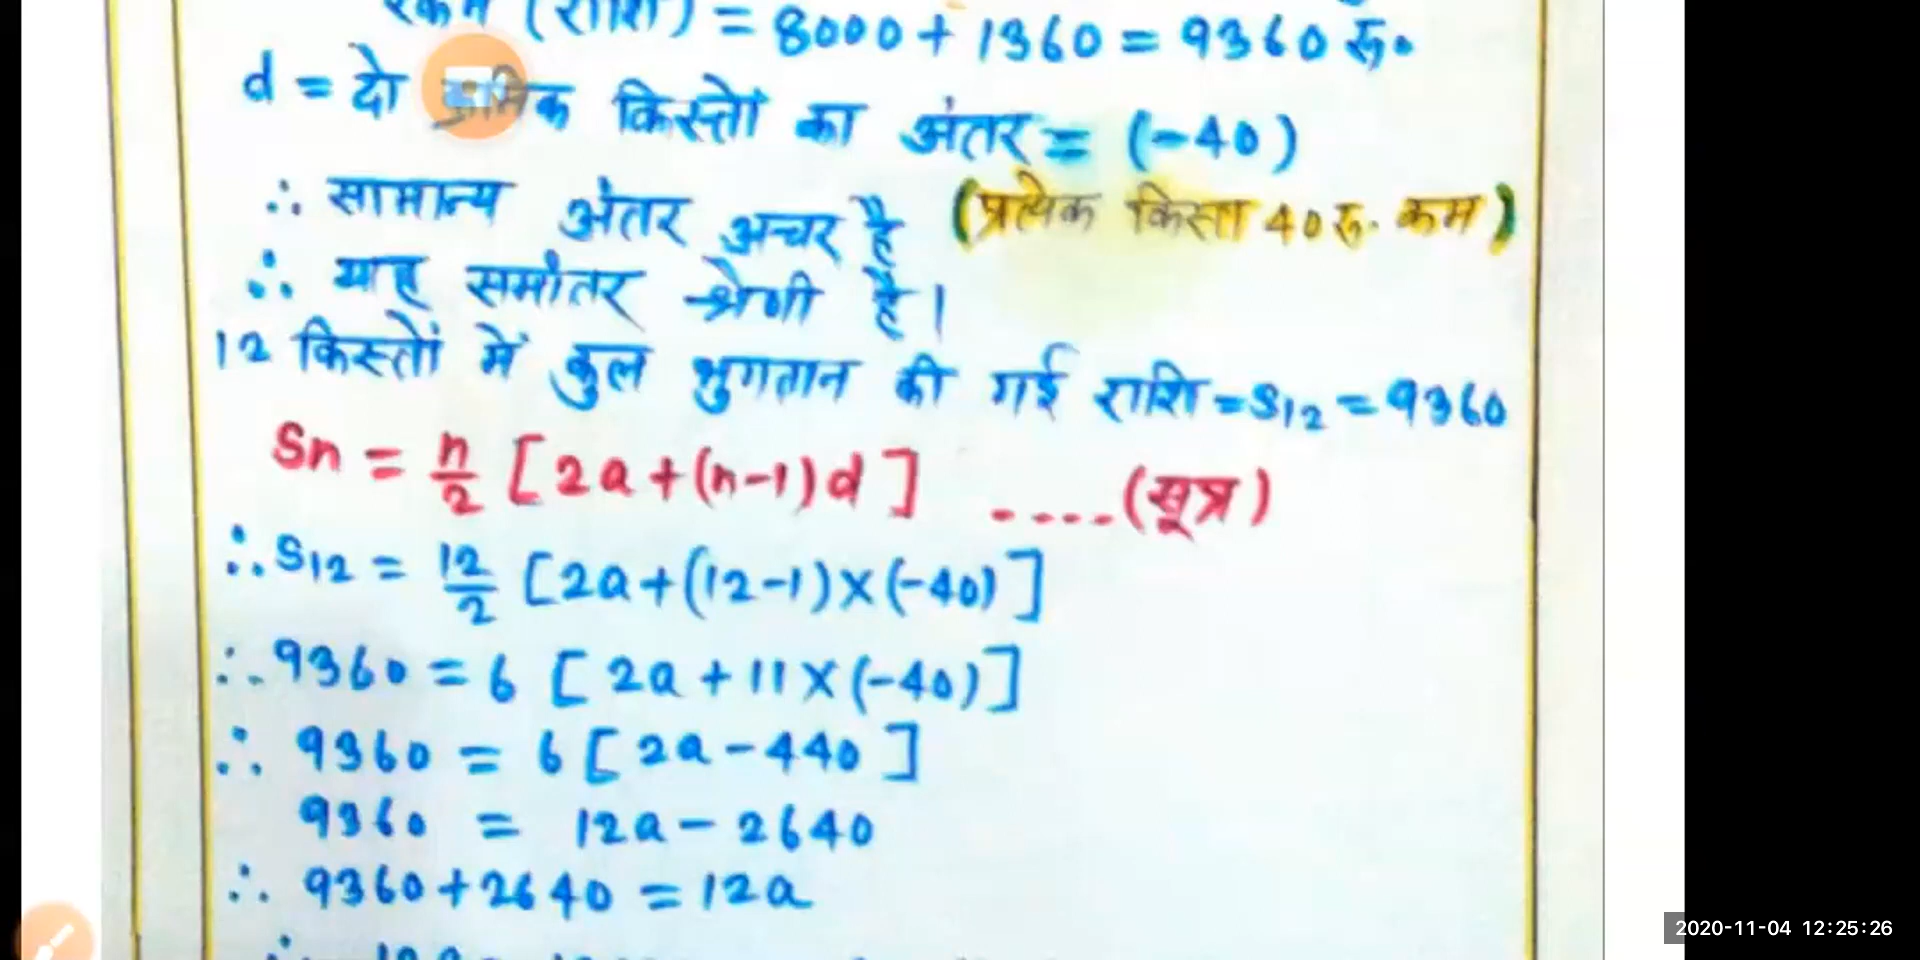 (राशि) = 8000 + 1360 = 9360 रु.
d = दो क्रमिक किस्तों का अंतर = (-40)
∴ सामान्य अंतर अचर है (प्रत्येक किस्त 40 रु. कम)
∴ यह समांतर श्रेणी है।
12 किस्तों में कुल भुगतान की गई राशि = S12 = 9360
Sn = n/2 [2a + (n-1)d] ....(सूत्र)
∴ S12 = 12/2 [2a + (12-1) × (-40)]
∴ 9360 = 6 [2a + 11 × (-40)]
∴ 9360 = 6 [2a - 440]
9360 = 12a - 2640
∴ 9360 + 2640 = 12a
2020-11-04 12:25:26